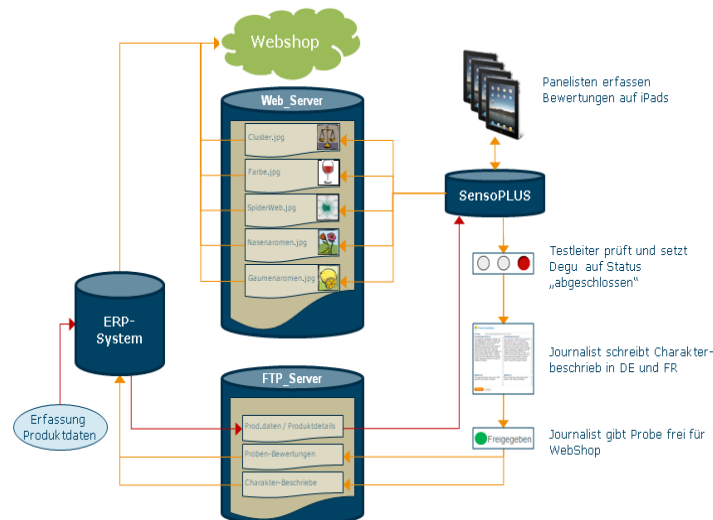 Webshop
Web_Server
Cluster.jpg
Farbe.jpg
SpiderWeb.jpg
Nasenaromen.jpg
Gaumenaromen.jpg
Panelisten erfassen
Bewertungen auf iPads
SensoPLUS
Testleiter prüft und setzt
Degu auf Status
„abgeschlossen“
Journalist schreibt Charakter-
beschrieb in DE und FR
Freigegeben
Journalist gibt Probe frei für
WebShop
ERP-
System
Erfassung
Produktdaten
FTP_Server
Prod.daten / Produktdetails
Proben-Bewertungen
Charakter-Beschriebe